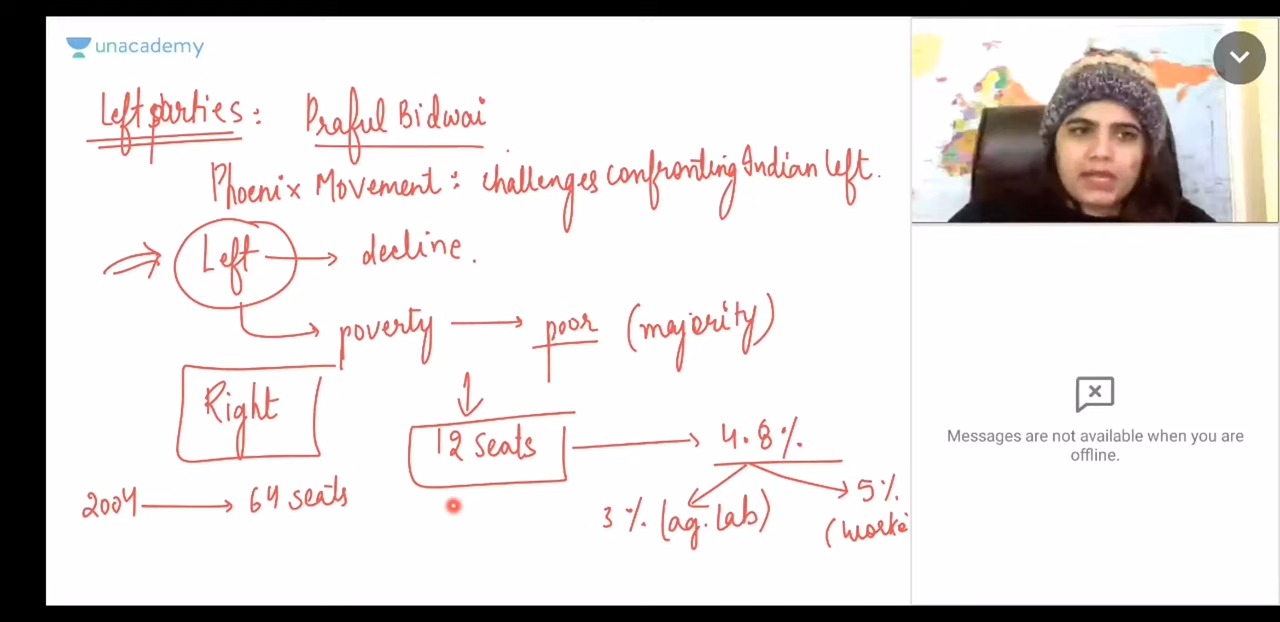 unacademy
Left parties : Praful Bidwai
Phoenix Movement : challenges confronting Indian left.
Left → decline.
poverty → poor (majority)
Right
12 seats → 4.8%
2004 → 64 seats
3% (ag. lab)
5%
(worke
Messages are not available when you are
offline.